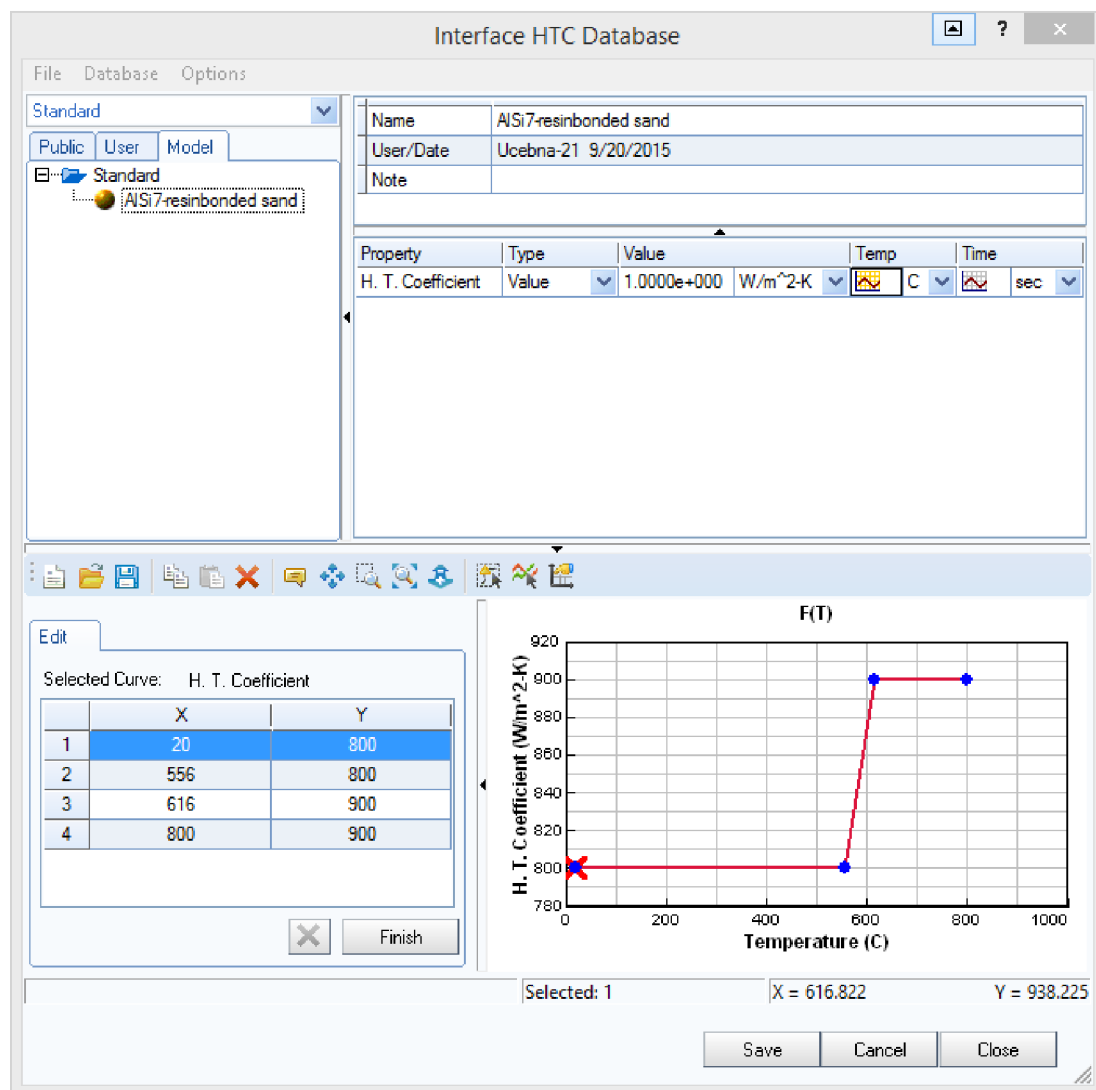 Interface HTC Database
?
File Database Options
Standard
Public User Model
Standard
AlSi7-resinbonded sand
Name AlSi7-resinbonded sand
User/Date Ucebna-21 9/20/2015
Note
Property Type Value Temp Time
H. T. Coefficient Value 1.0000e+000 W/m^2-K C sec
Edit
Selected Curve: H. T. Coefficient
X Y
1 20 800
2 556 800
3 616 900
4 800 900
Finish
F(T)
H. T. Coefficient (W/m^2-K)
920
900
880
860
840
820
800
780
0 200 400 600 800 1000
Temperature (C)
Selected: 1 X = 616.822 Y = 938.225
Save Cancel Close